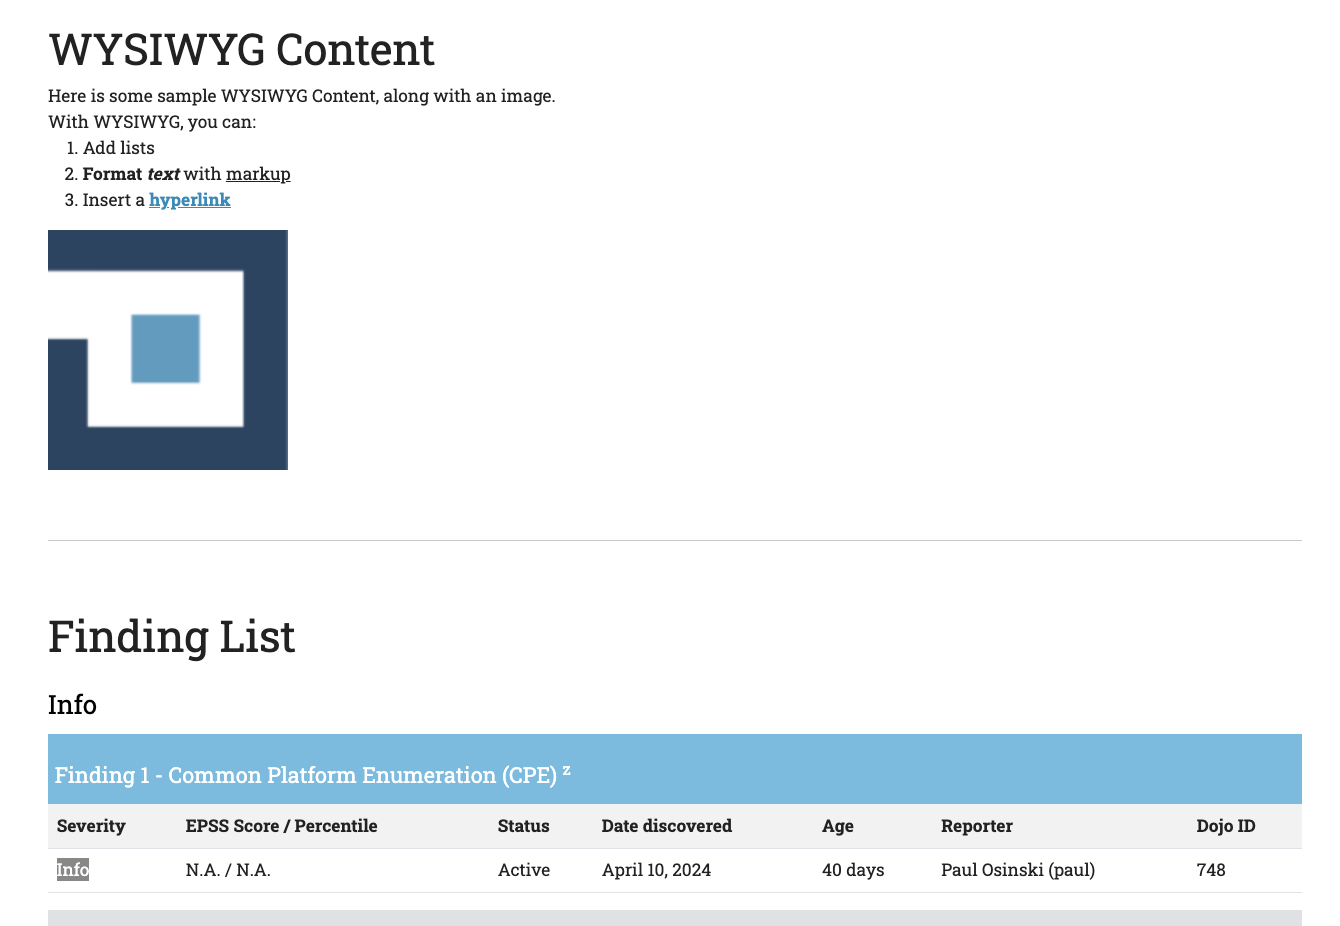 WYSIWYG Content
Here is some sample WYSIWYG Content, along with an image.
With WYSIWYG, you can:
1. Add lists
2. Format text with markup
3. Insert a hyperlink
Finding List
Info
Finding 1 - Common Platform Enumeration (CPE) z
Severity EPSS Score / Percentile Status Date discovered Age Reporter Dojo ID
Info N.A. / N.A. Active April 10, 2024 40 days Paul Osinski (paul) 748